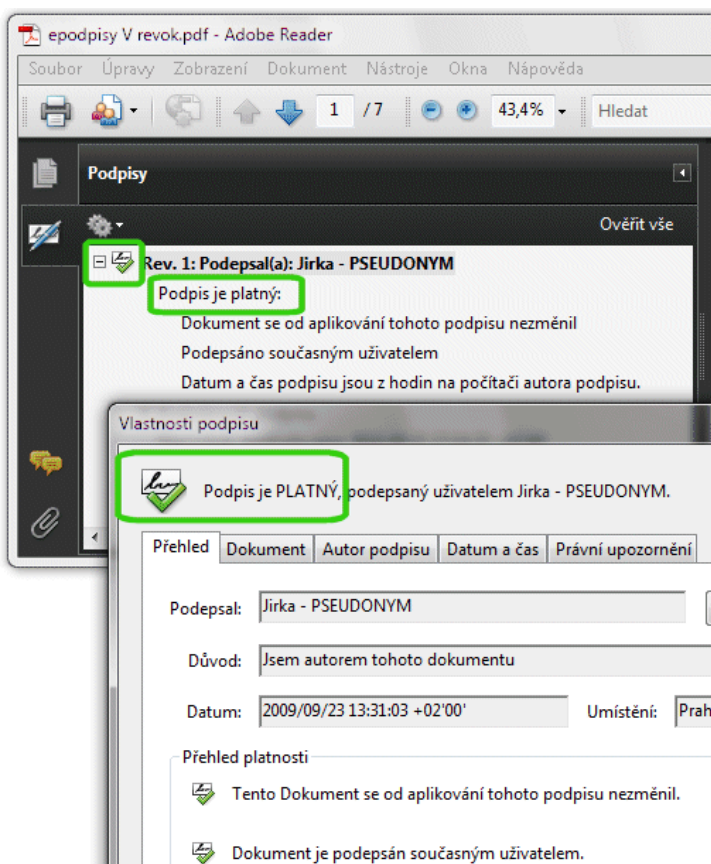 epodpisy V revok.pdf - Adobe Reader
Soubor Úpravy Zobrazení Dokument Nástroje Okna Nápověda
1 / 7 43,4% Hledat
Podpisy
Ověřit vše
Rev. 1: Podepsal(a): Jirka - PSEUDONYM
Podpis je platný:
Dokument se od aplikování tohoto podpisu nezměnil
Podepsáno současným uživatelem
Datum a čas podpisu jsou z hodin na počítači autora podpisu.
Vlastnosti podpisu
Podpis je PLATNÝ, podepsaný uživatelem Jirka - PSEUDONYM.
Přehled Dokument Autor podpisu Datum a čas Právní upozornění
Podepsal: Jirka - PSEUDONYM
Důvod: Jsem autorem tohoto dokumentu
Datum: 2009/09/23 13:31:03 +02'00' Umístění: Prah
Přehled platnosti
Tento Dokument se od aplikování tohoto podpisu nezměnil.
Dokument je podepsán současným uživatelem.